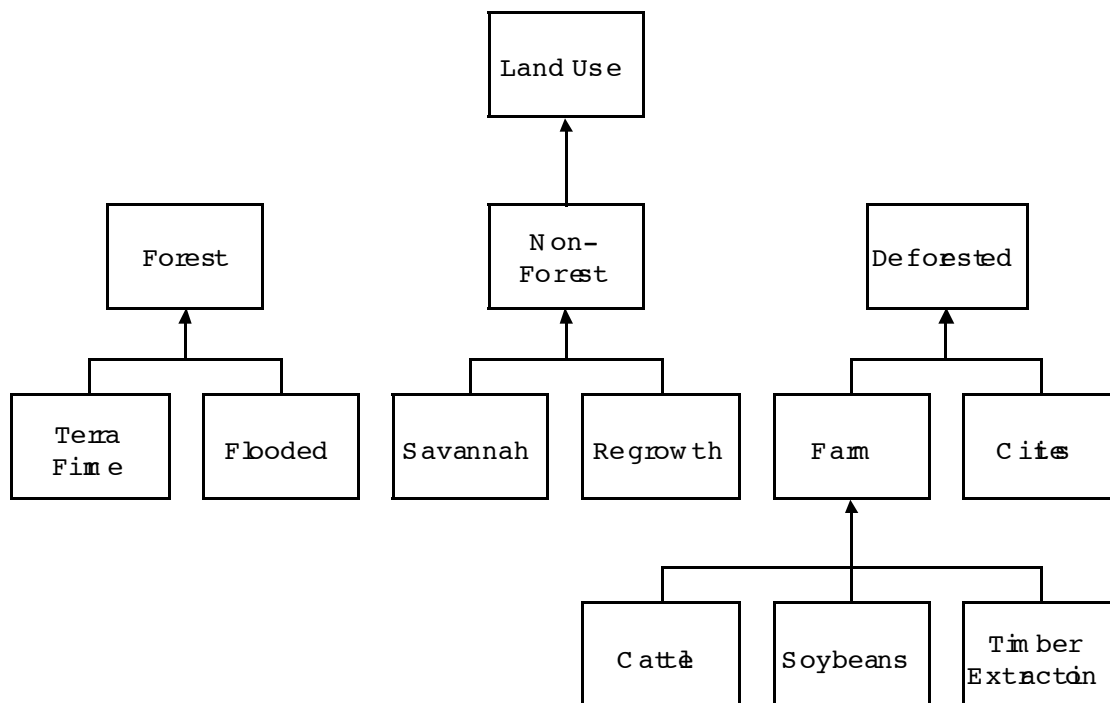 Land Use
Forest
Non-
Forest
Deforested
Terra
Firme
Flooded
Savannah
Regrowth
Farm
Cities
Cattle
Soybeans
Timber
Extraction